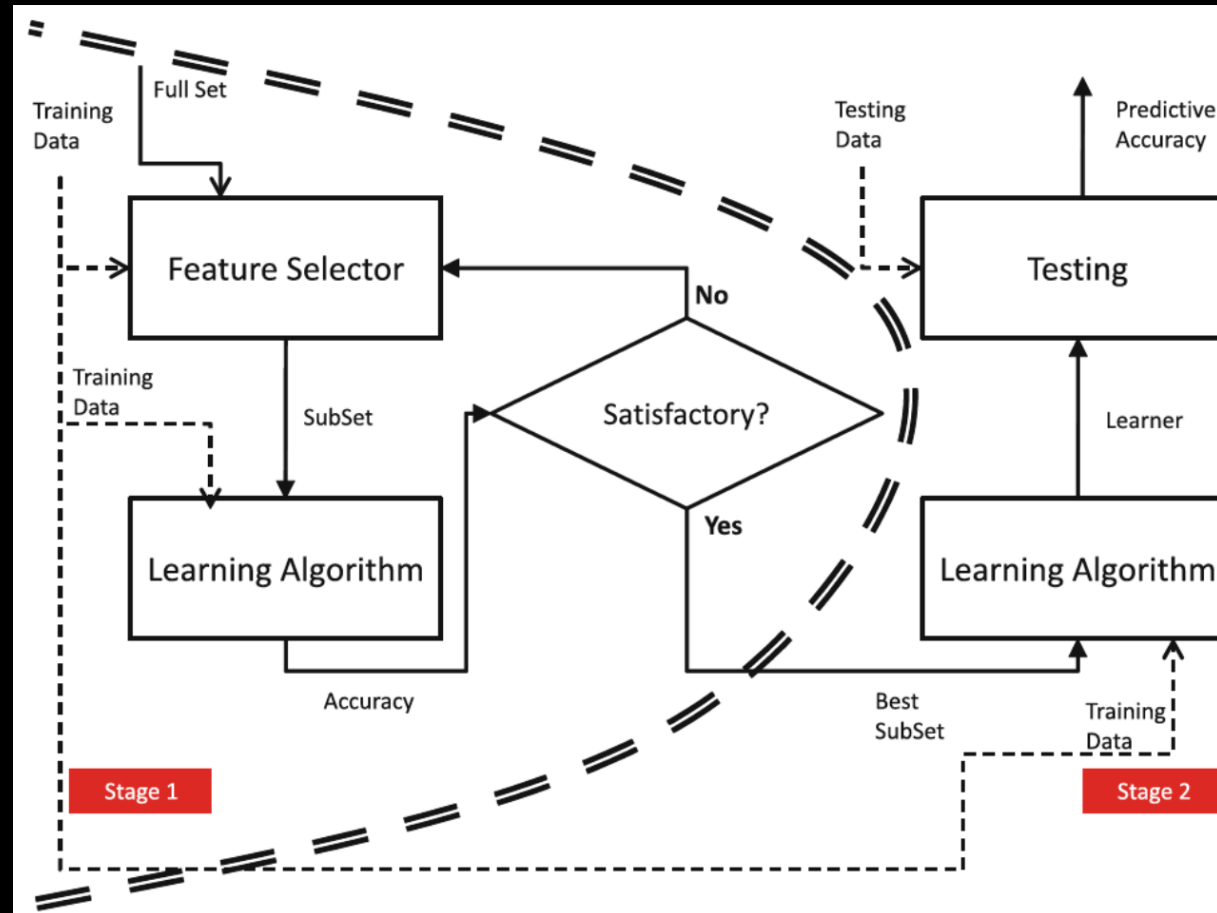 Full Set
Training
Data
Feature Selector
Training
Data
SubSet
Learning Algorithm
Accuracy
No
Satisfactory?
Yes
Best
SubSet
Testing
Data
Predictive
Accuracy
Testing
Learner
Learning Algorithm
Training
Data
Stage 1
Stage 2